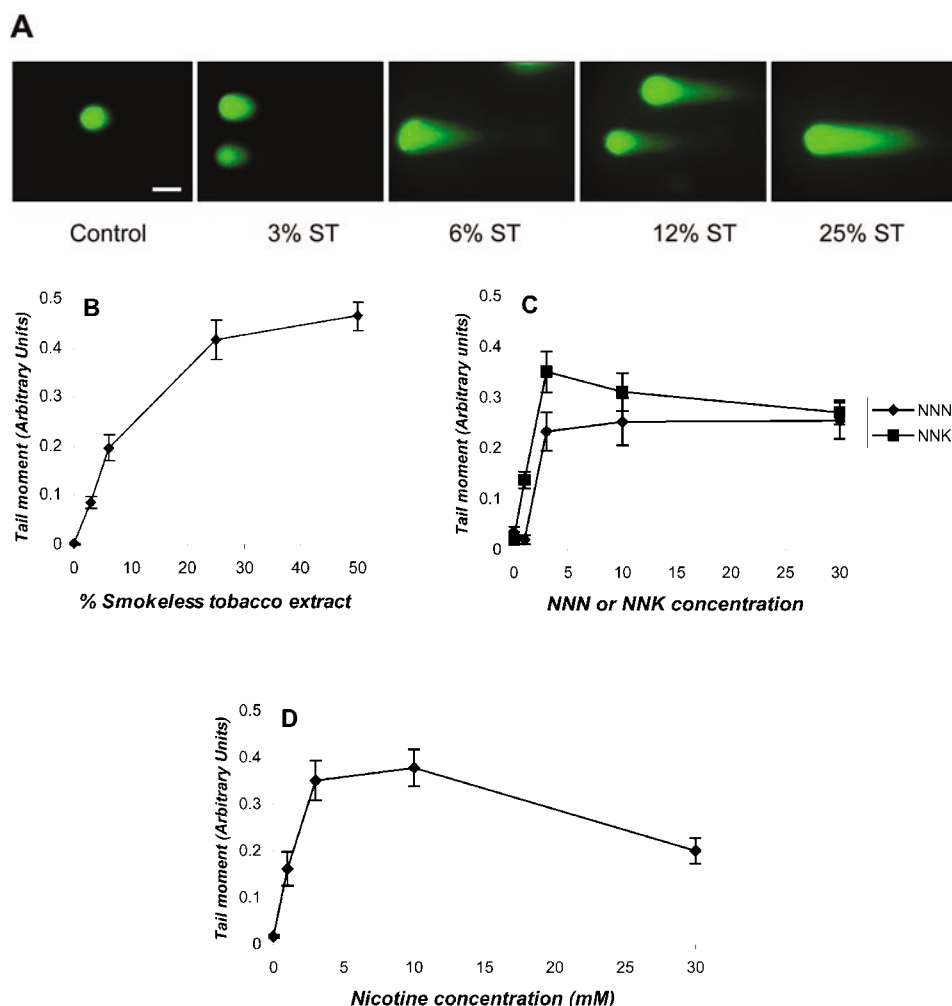 A
Control 3% ST 6% ST 12% ST 25% ST
B
Tail moment (Arbitrary Units)
0.5
0.4
0.3
0.2
0.1
0
0 10 20 30 40 50
% Smokeless tobacco extract
C
Tail moment (Arbitrary units)
0.5
0.4
0.3
0.2
0.1
0
0 5 10 15 20 25 30
NNN or NNK concentration
NNN
NNK
D
Tail moment (Arbitrary Units)
0.5
0.4
0.3
0.2
0.1
0
0 5 10 15 20 25 30
Nicotine concentration (mM)